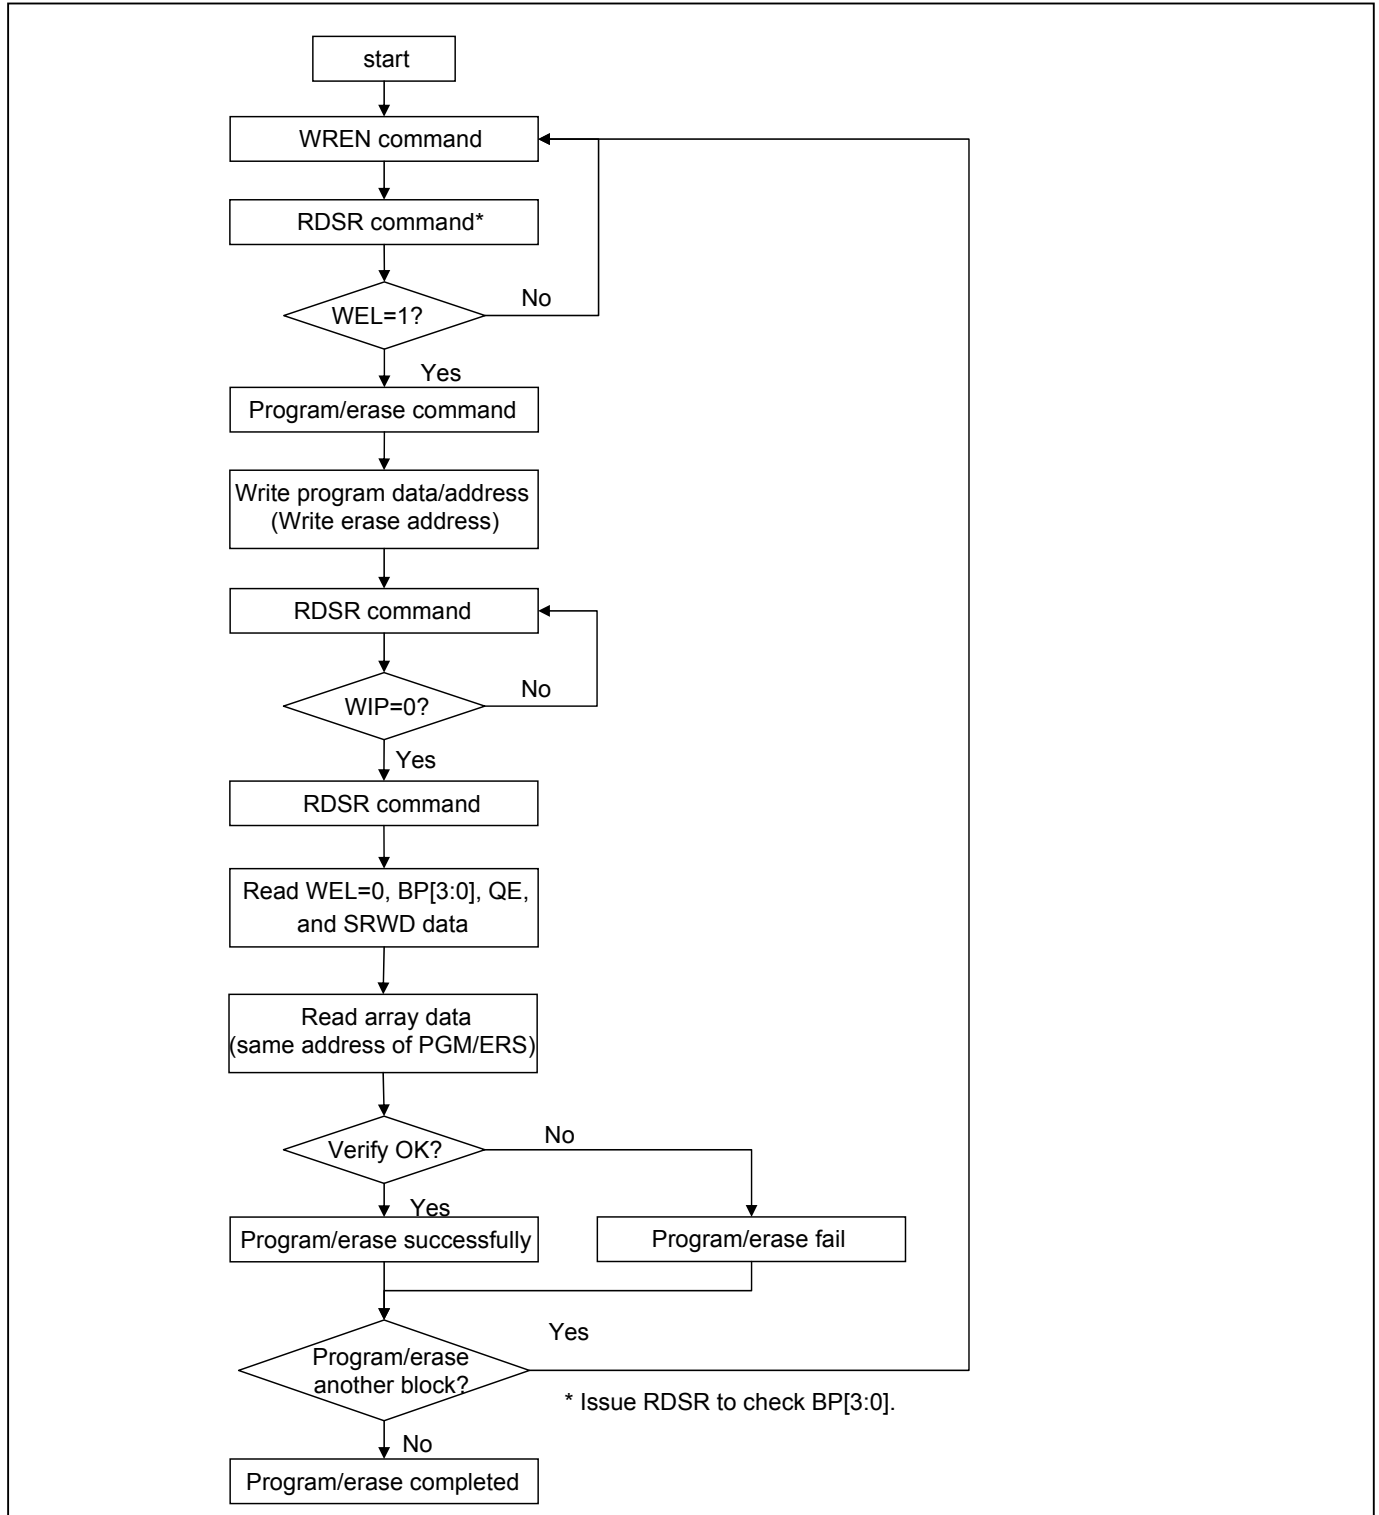 start
WREN command
RDSR command*
WEL=1?
No
Yes
Program/erase command
Write program data/address
(Write erase address)
RDSR command
WIP=0?
No
Yes
RDSR command
Read WEL=0, BP[3:0], QE,
and SRWD data
Read array data
(same address of PGM/ERS)
Verify OK?
No
Yes
Program/erase successfully
Program/erase fail
Program/erase
another block?
Yes
* Issue RDSR to check BP[3:0].
No
Program/erase completed